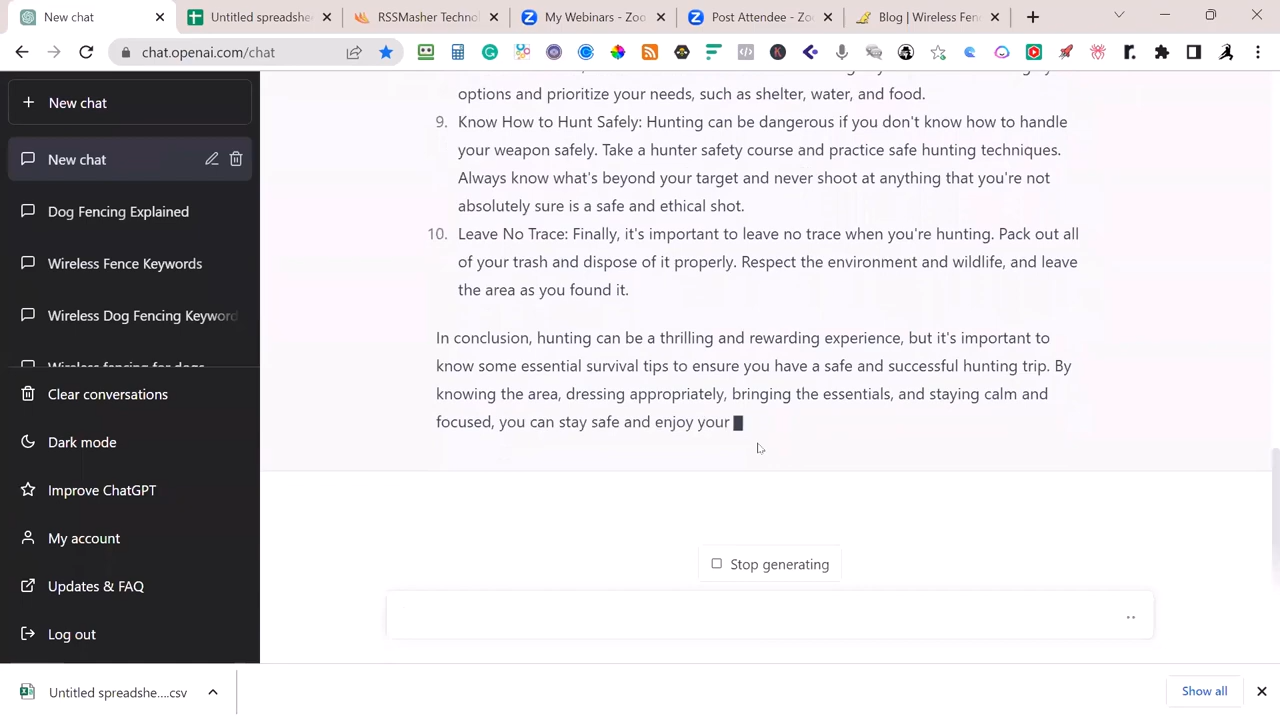 New chat
Untitled spreadshe
RSSMasher Techno
My Webinars - Zoo
Post Attendee - Zo
Blog | Wireless Fen
chat.openai.com/chat
New chat
New chat
Dog Fencing Explained
Wireless Fence Keywords
Wireless Dog Fencing Keyword
Wireless fencing for dogs
Clear conversations
Dark mode
Improve ChatGPT
My account
Updates & FAQ
Log out
options and prioritize your needs, such as shelter, water, and food.
9. Know How to Hunt Safely: Hunting can be dangerous if you don't know how to handle
your weapon safely. Take a hunter safety course and practice safe hunting techniques.
Always know what's beyond your target and never shoot at anything that you're not
absolutely sure is a safe and ethical shot.
10. Leave No Trace: Finally, it's important to leave no trace when you're hunting. Pack out all
of your trash and dispose of it properly. Respect the environment and wildlife, and leave
the area as you found it.
In conclusion, hunting can be a thrilling and rewarding experience, but it's important to
know some essential survival tips to ensure you have a safe and successful hunting trip. By
knowing the area, dressing appropriately, bringing the essentials, and staying calm and
focused, you can stay safe and enjoy your
Stop generating
Untitled spreadshe....csv
Show all